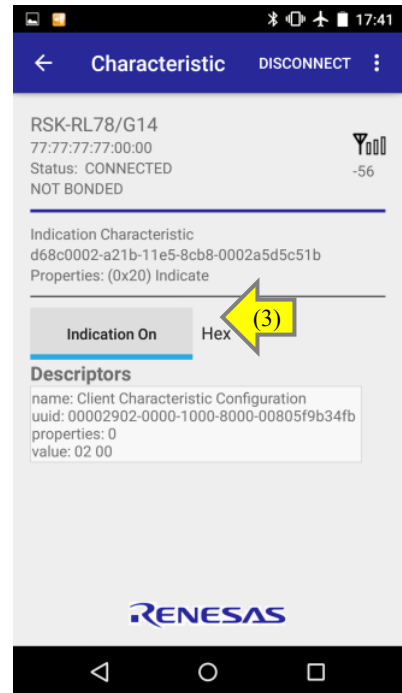 17:41
Characteristic DISCONNECT
RSK-RL78/G14
77:77:77:77:00:00
Status: CONNECTED
-56
NOT BONDED
Indication Characteristic
d68c0002-a21b-11e5-8cb8-0002a5d5c51b
Properties: (0x20) Indicate
Indication On Hex (3)
Descriptors
name: Client Characteristic Configuration
uuid: 00002902-0000-1000-8000-00805f9b34fb
properties: 0
value: 02 00
RENESAS